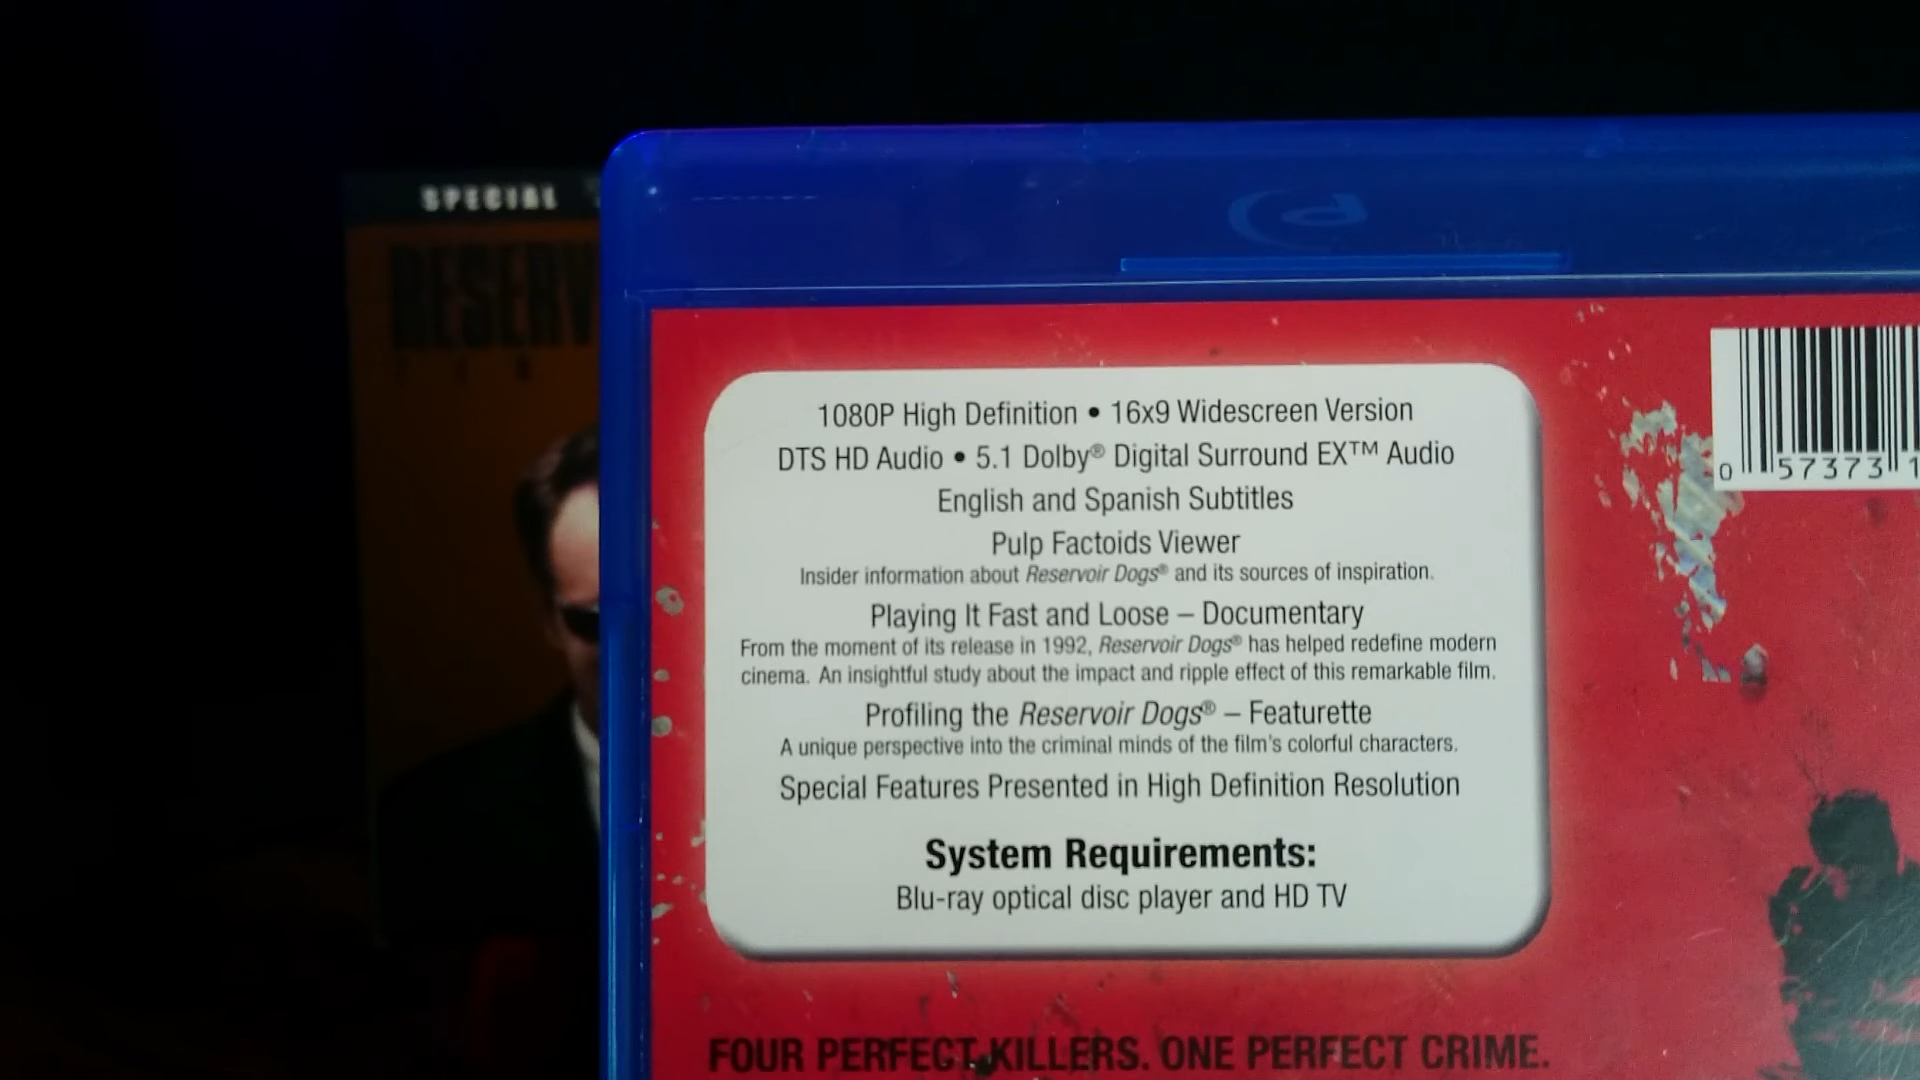 SPECIAL
RESERV
1080P High Definition • 16x9 Widescreen Version
DTS HD Audio • 5.1 Dolby® Digital Surround EX™ Audio
English and Spanish Subtitles
Pulp Factoids Viewer
Insider information about Reservoir Dogs® and its sources of inspiration.
Playing It Fast and Loose – Documentary
From the moment of its release in 1992, Reservoir Dogs® has helped redefine modern
cinema. An insightful study about the impact and ripple effect of this remarkable film.
Profiling the Reservoir Dogs® – Featurette
A unique perspective into the criminal minds of the film's colorful characters.
Special Features Presented in High Definition Resolution
System Requirements:
Blu-ray optical disc player and HD TV
0 57373 1
FOUR PERFECT KILLERS. ONE PERFECT CRIME.